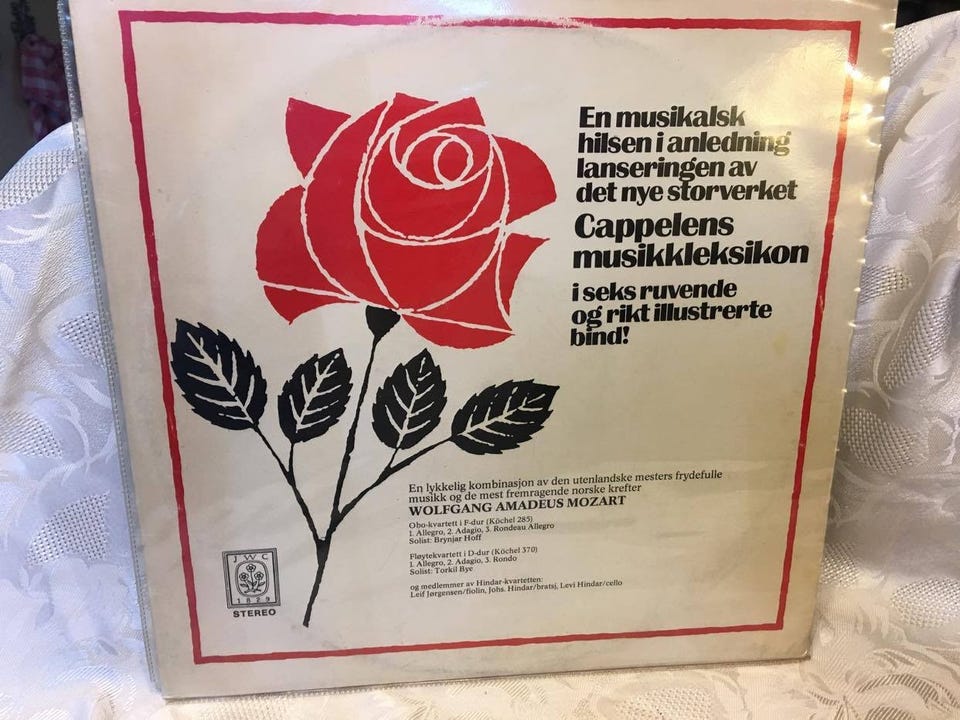 En musikalsk
hilsen i anledning
lanseringen av
det nye storverket
Cappelens
musikkleksikon
i seks ruvende
og rikt illustrerte
bind!
En lykkelig kombinasjon av den utenlandske mesters frydefulle
musikk og de mest fremragende norske krefter
WOLFGANG AMADEUS MOZART
Obo-kvartett i F-dur (Köchel 285)
1. Allegro, 2. Adagio, 3. Rondeau Allegro
Solist: Brynjar Hoff
Fløytekvartett i D-dur (Köchel 370)
1. Allegro, 2. Adagio, 3. Rondo
Solist: Torkil Bye
og medlemmer av Hindar-kvartetten:
Leif Jørgensen/fiolin, Johs. Hindar/bratsj, Levi Hindar/cello
JWC
1829
STEREO